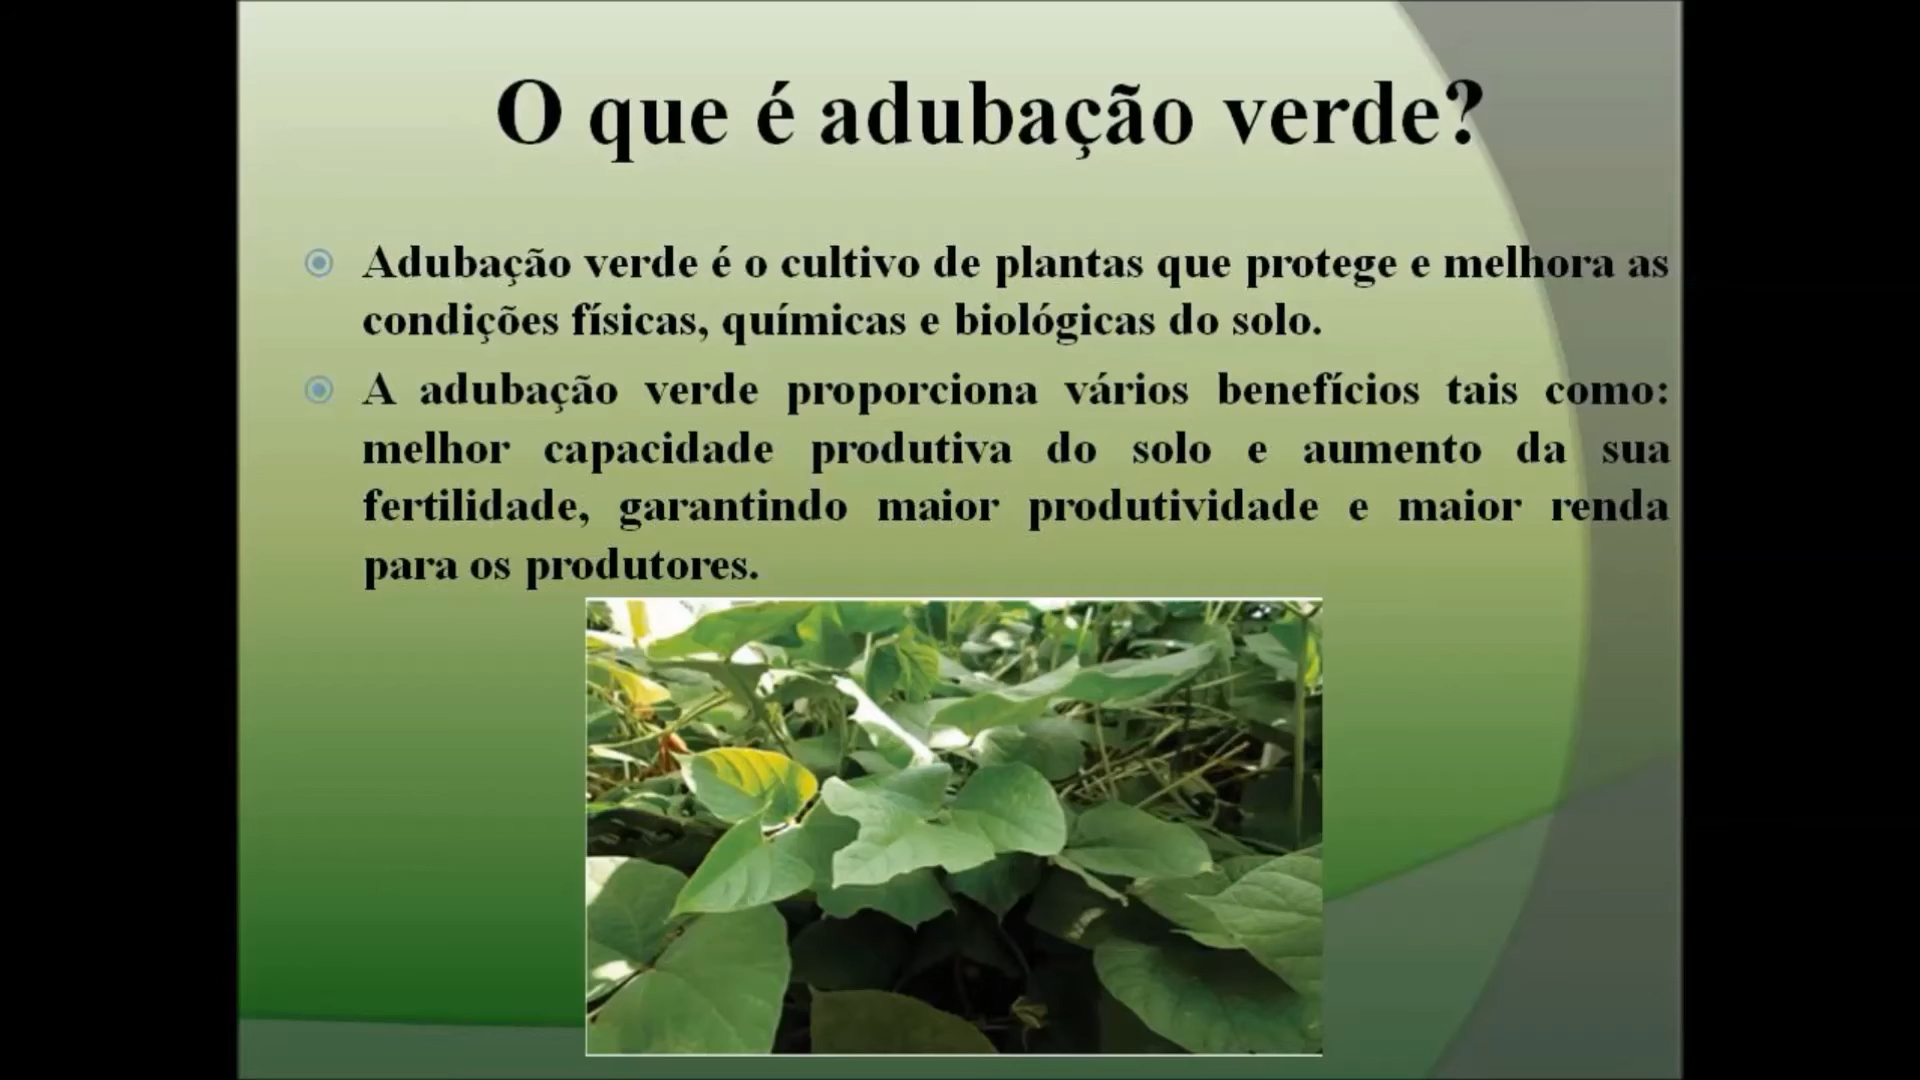 O que é adubação verde?
Adubação verde é o cultivo de plantas que protege e melhora as
condições físicas, químicas e biológicas do solo.
A adubação verde proporciona vários benefícios tais como:
melhor capacidade produtiva do solo e aumento da sua
fertilidade, garantindo maior produtividade e maior renda
para os produtores.